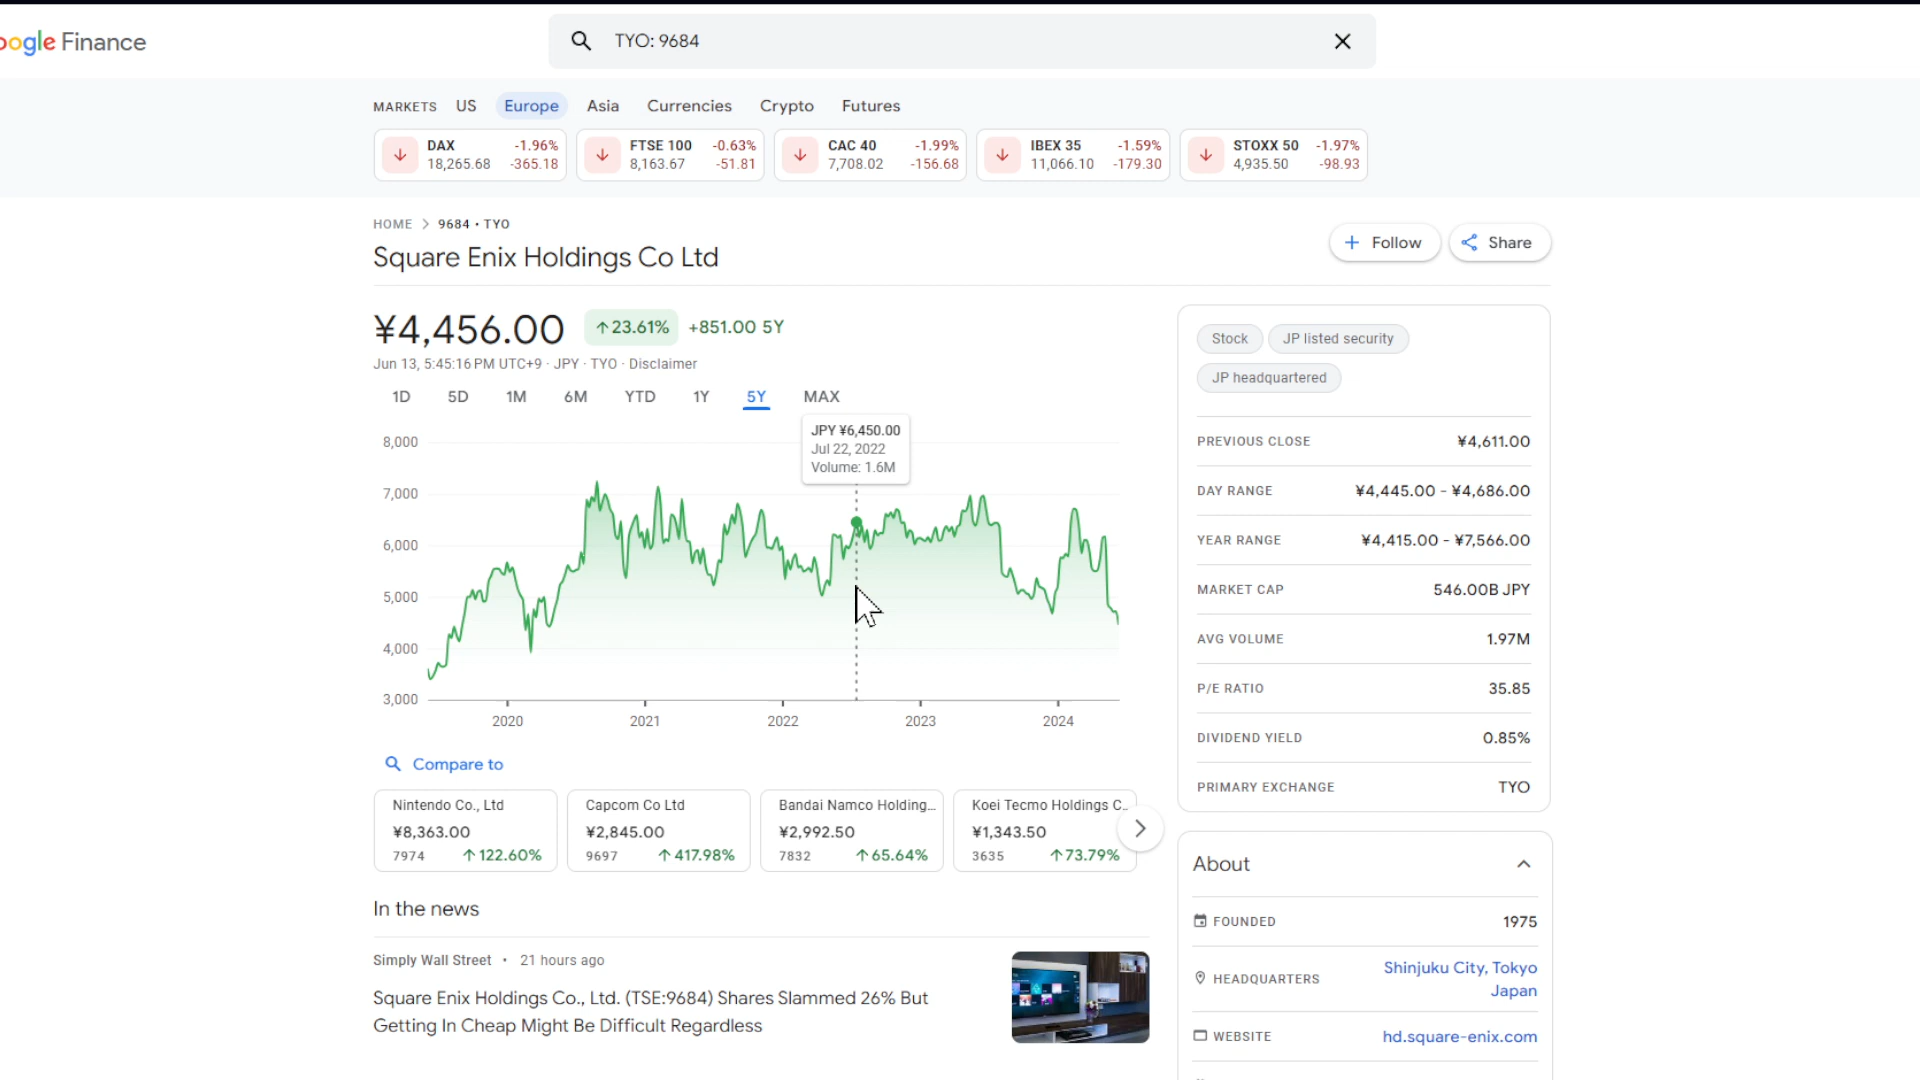 oogle Finance
TYO: 9684
MARKETS US Europe Asia Currencies Crypto Futures
DAX -1.96%
18,265.68 -365.18
FTSE 100 -0.63%
8,163.67 -51.81
CAC 40 -1.99%
7,708.02 -156.68
IBEX 35 -1.59%
11,066.10 -179.30
STOXX 50 -1.97%
4,935.50 -98.93
HOME > 9684 • TYO
Square Enix Holdings Co Ltd
+ Follow
Share
¥4,456.00 ↑23.61% +851.00 5Y
Jun 13, 5:45:16 PM UTC+9 · JPY · TYO · Disclaimer
1D 5D 1M 6M YTD 1Y 5Y MAX
JPY ¥6,450.00
Jul 22, 2022
Volume: 1.6M
8,000
7,000
6,000
5,000
4,000
3,000
2020 2021 2022 2023 2024
Compare to
Nintendo Co., Ltd
¥8,363.00
7974 ↑122.60%
Capcom Co Ltd
¥2,845.00
9697 ↑417.98%
Bandai Namco Holding...
¥2,992.50
7832 ↑65.64%
Koei Tecmo Holdings C...
¥1,343.50
3635 ↑73.79%
In the news
Simply Wall Street • 21 hours ago
Square Enix Holdings Co., Ltd. (TSE:9684) Shares Slammed 26% But
Getting In Cheap Might Be Difficult Regardless
Stock
JP listed security
JP headquartered
PREVIOUS CLOSE ¥4,611.00
DAY RANGE ¥4,445.00 - ¥4,686.00
YEAR RANGE ¥4,415.00 - ¥7,566.00
MARKET CAP 546.00B JPY
AVG VOLUME 1.97M
P/E RATIO 35.85
DIVIDEND YIELD 0.85%
PRIMARY EXCHANGE TYO
About
FOUNDED 1975
HEADQUARTERS Shinjuku City, Tokyo
Japan
WEBSITE hd.square-enix.com